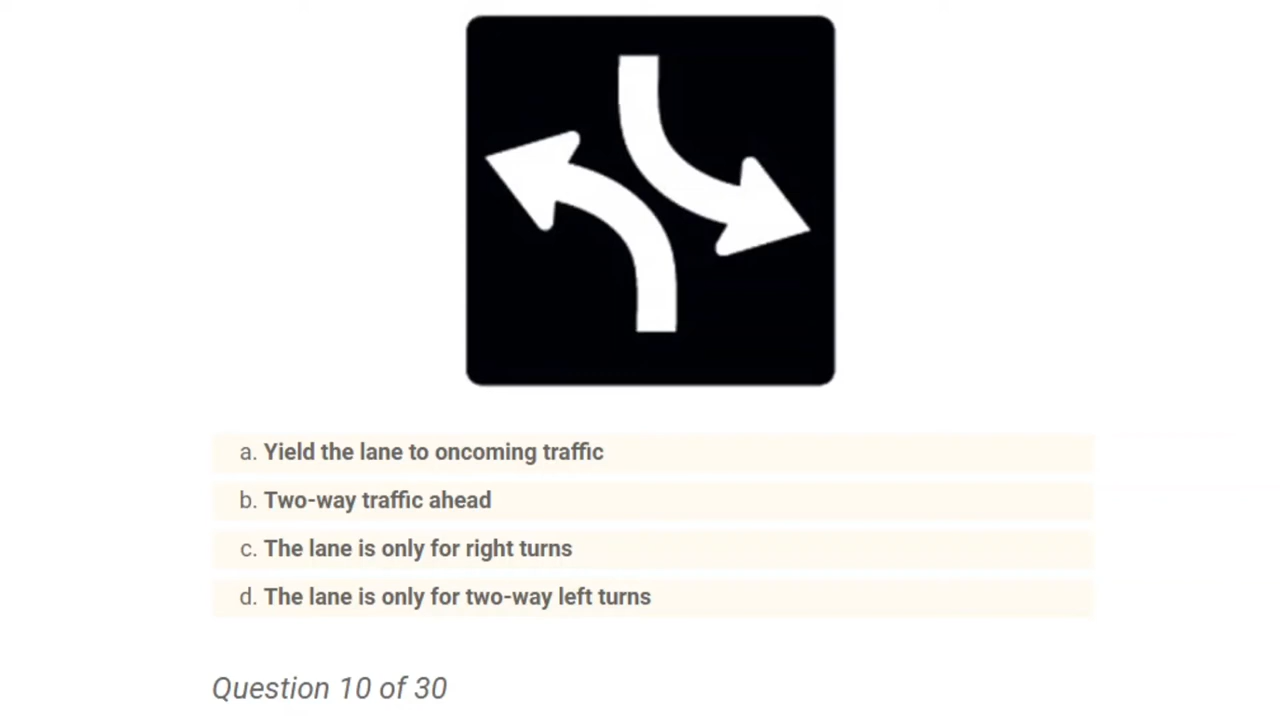 a. Yield the lane to oncoming traffic
b. Two-way traffic ahead
c. The lane is only for right turns
d. The lane is only for two-way left turns
Question 10 of 30